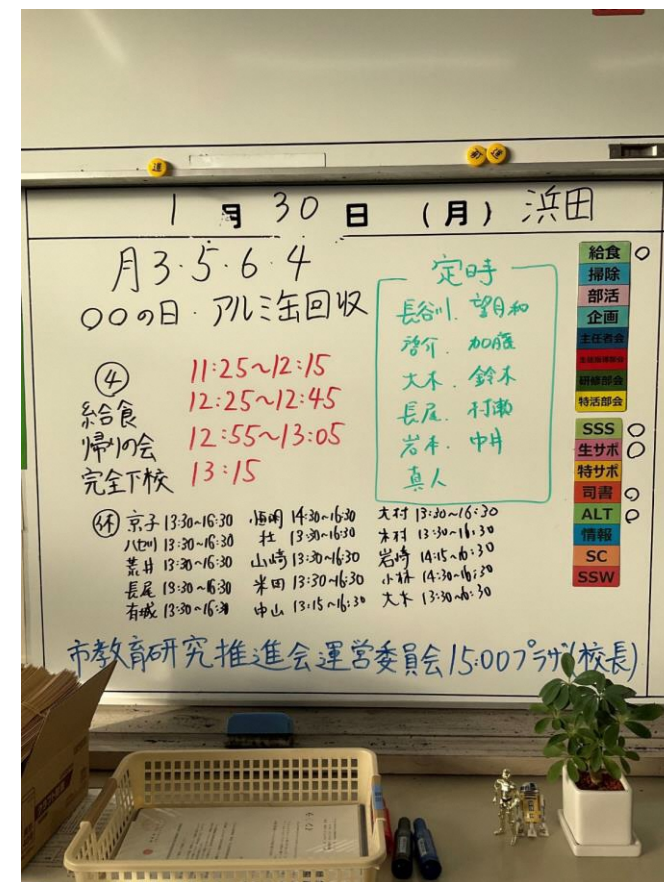 1月30日(月) 浜田
月3・5・6・4
〇〇の日・アルミ缶回収
④ 11:25~12:15
給食 12:25~12:45
帰りの会 12:55~13:05
完全下校 13:15
定時
長谷川. 望月和
啓介. 加藤
大木. 鈴木
長尾. 村瀬
岩本. 中井
真人
休 京子 13:30~16:30 14:30~16:30 大村 13:30~16:30
13:30~16:30 社 13:30~16:30 木村 13:30~16:30
荒井 13:30~16:30 山崎 13:30~16:30 岩崎 14:15~16:30
長尾 13:30~16:30 米田 13:30~16:30 小林 14:30~16:30
有城 13:30~16:30 中山 13:15~16:30 大木 13:30~16:30
市教育研究推進会運営委員会15:00プラザ(校長)
給食 〇
掃除
部活
企画
主任者会
研修部会
特活部会
SSS 〇
生サポ 〇
特サポ
司書 〇
ALT 〇
情報
SC
SSW